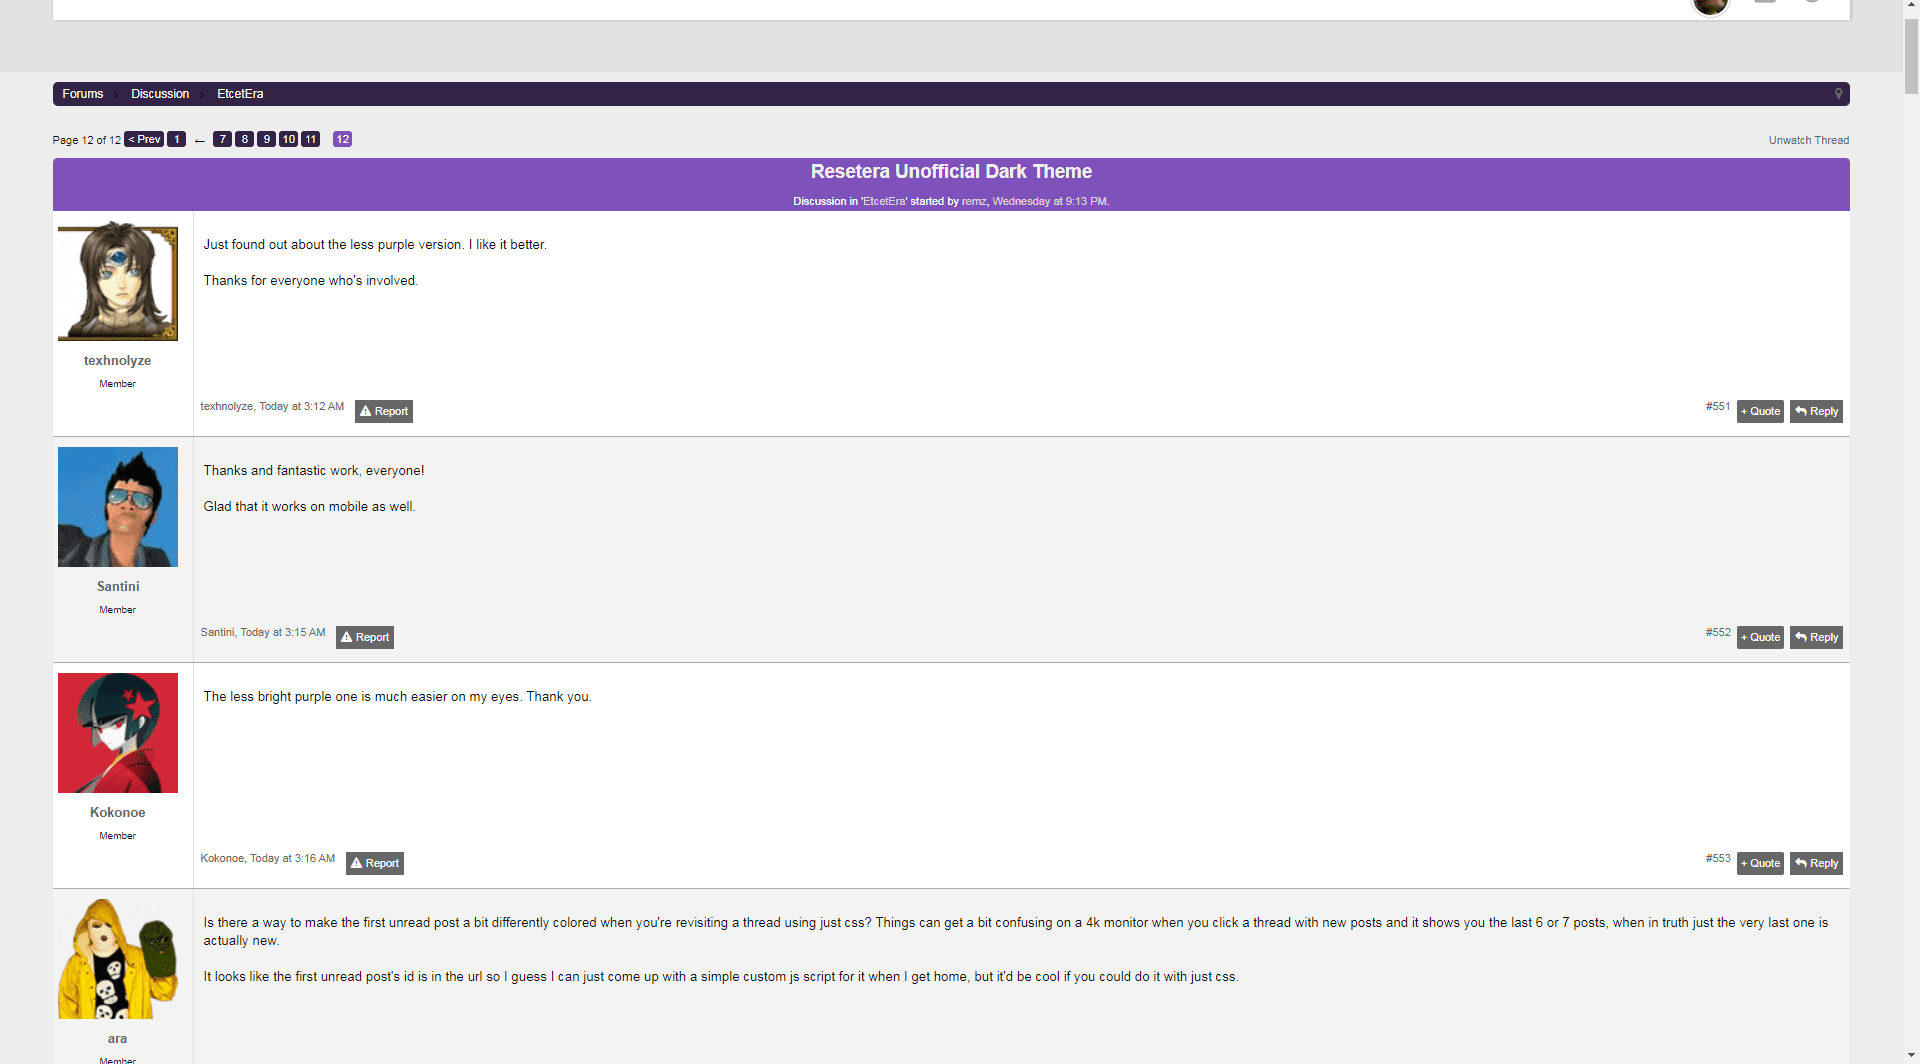 Forums Discussion EtcetEra
Page 12 of 12 < Prev 1 ← 7 8 9 10 11 12
Unwatch Thread
Resetera Unofficial Dark Theme
Discussion in 'EtcetEra' started by remz, Wednesday at 9:13 PM.
Just found out about the less purple version. I like it better.
Thanks for everyone who's involved.
texhnolyze
Member
texhnolyze, Today at 3:12 AM Report
#551 + Quote Reply
Thanks and fantastic work, everyone!
Glad that it works on mobile as well.
Santini
Member
Santini, Today at 3:15 AM Report
#552 + Quote Reply
The less bright purple one is much easier on my eyes. Thank you.
Kokonoe
Member
Kokonoe, Today at 3:16 AM Report
#553 + Quote Reply
Is there a way to make the first unread post a bit differently colored when you're revisiting a thread using just css? Things can get a bit confusing on a 4k monitor when you click a thread with new posts and it shows you the last 6 or 7 posts, when in truth just the very last one is
actually new.
It looks like the first unread post's id is in the url so I guess I can just come up with a simple custom js script for it when I get home, but it'd be cool if you could do it with just css.
ara
Member